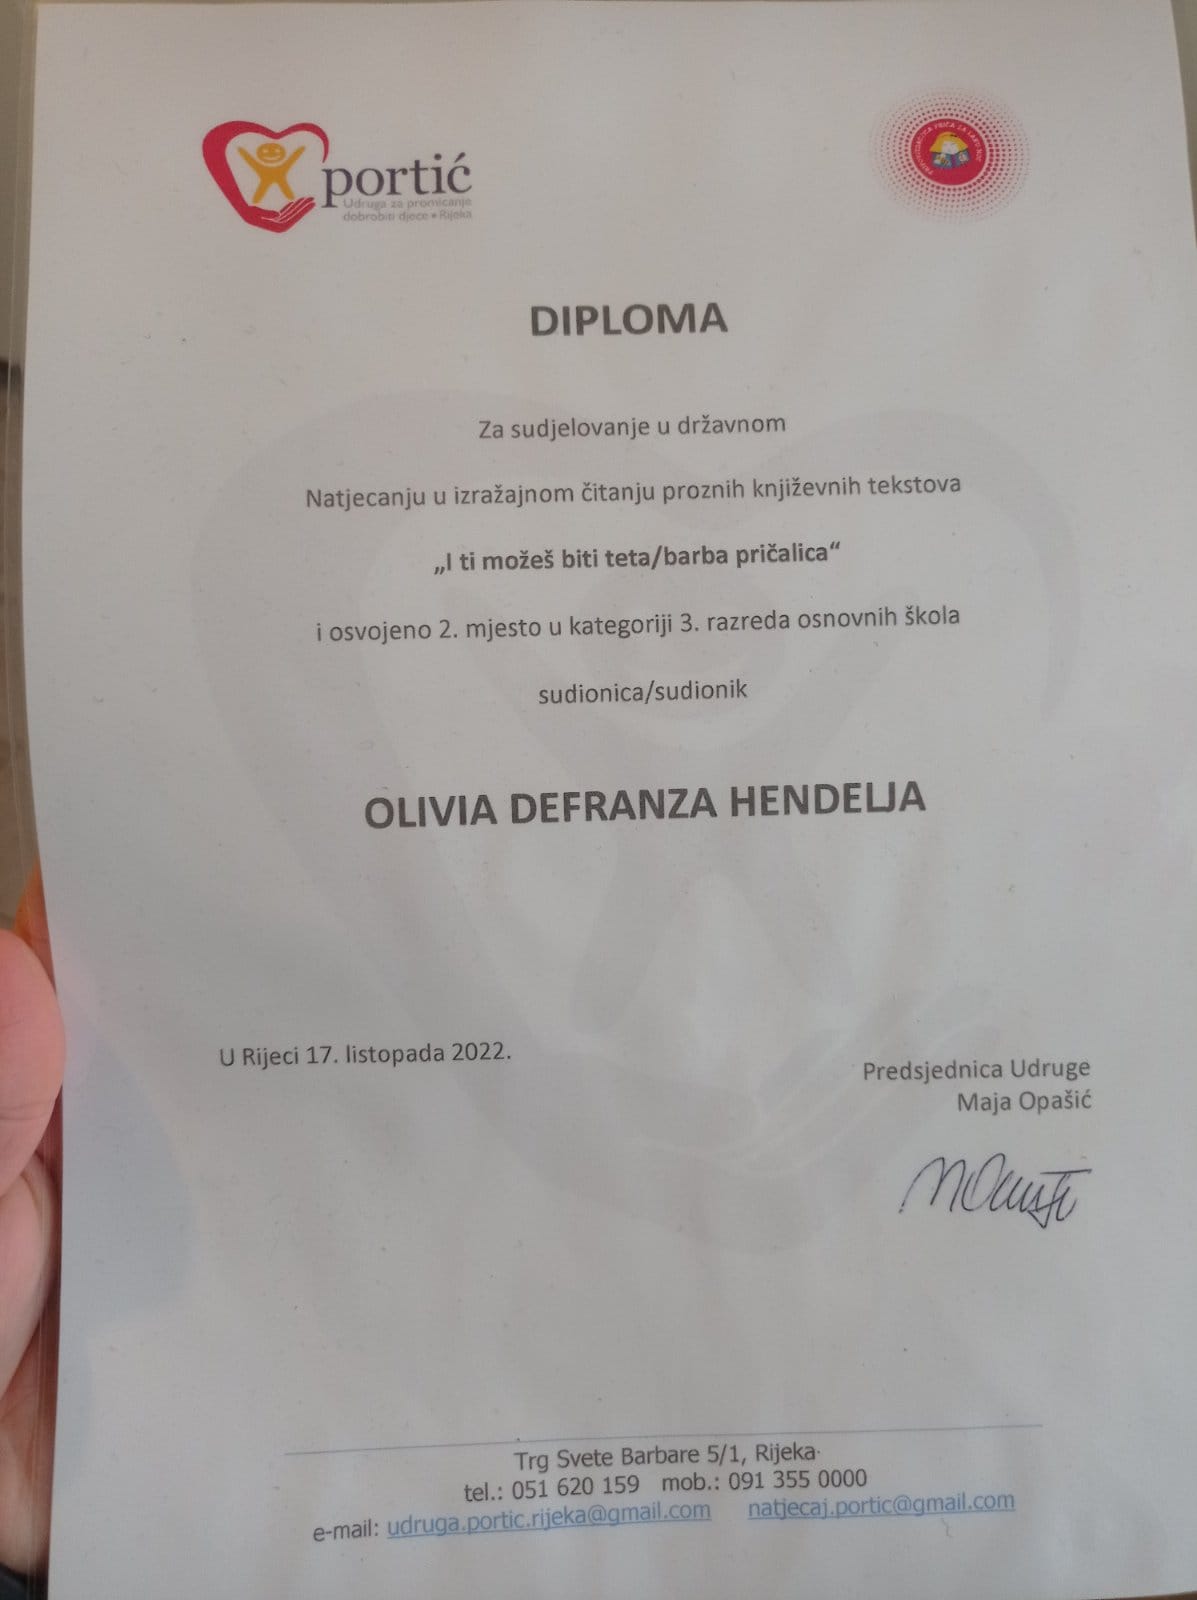 portić
Udruga za promicanje
dobrobiti djece • Rijeka
DIPLOMA
Za sudjelovanje u državnom
Natjecanju u izražajnom čitanju proznih književnih tekstova
„I ti možeš biti teta/barba pričalica“
i osvojeno 2. mjesto u kategoriji 3. razreda osnovnih škola
sudionica/sudionik
OLIVIA DEFRANZA HENDELJA
U Rijeci 17. listopada 2022.
Predsjednica Udruge
Maja Opašić
Trg Svete Barbare 5/1, Rijeka
tel.: 051 620 159 mob.: 091 355 0000
e-mail: udruga.portic.rijeka@gmail.com natjecaj.portic@gmail.com